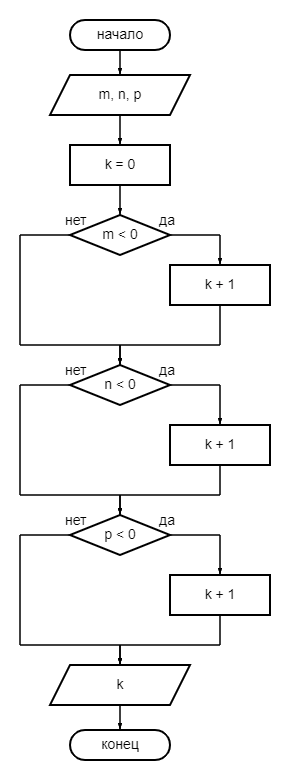 начало
m, n, p
k = 0
нет
да
m < 0
k + 1
нет
да
n < 0
k + 1
нет
да
p < 0
k + 1
k
конец